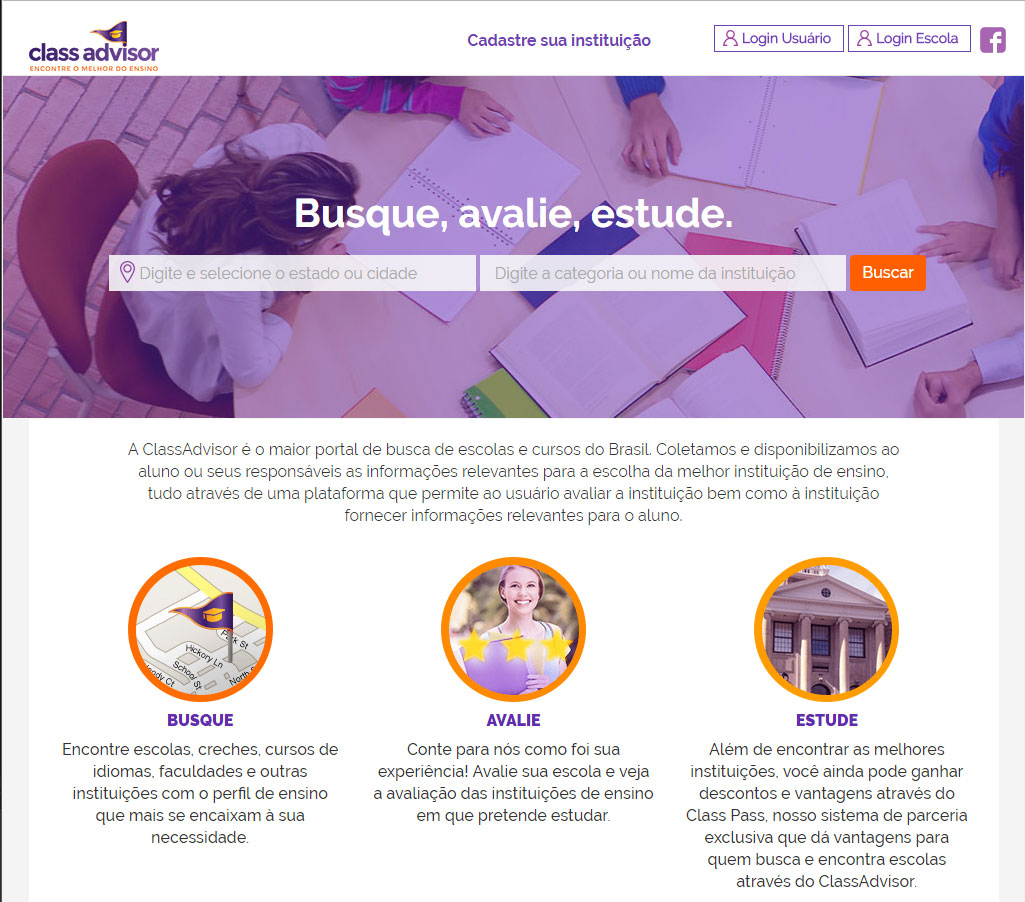 class advisor
ENCONTRE O MELHOR DO ENSINO
Cadastre sua instituição
Login Usuário
Login Escola
Busque, avalie, estude.
Digite e selecione o estado ou cidade
Digite a categoria ou nome da instituição
Buscar
A ClassAdvisor é o maior portal de busca de escolas e cursos do Brasil. Coletamos e disponibilizamos ao
aluno ou seus responsáveis as informações relevantes para a escolha da melhor instituição de ensino,
tudo através de uma plataforma que permite ao usuário avaliar a instituição bem como à instituição
fornecer informações relevantes para o aluno.
Hickory Ln
School St
BUSQUE
Encontre escolas, creches, cursos de
idiomas, faculdades e outras
instituições com o perfil de ensino
que mais se encaixam à sua
necessidade.
AVALIE
Conte para nós como foi sua
experiência! Avalie sua escola e veja
a avaliação das instituições de ensino
em que pretende estudar.
ESTUDE
Além de encontrar as melhores
instituições, você ainda pode ganhar
descontos e vantagens através do
Class Pass, nosso sistema de parceria
exclusiva que dá vantagens para
quem busca e encontra escolas
através do ClassAdvisor.